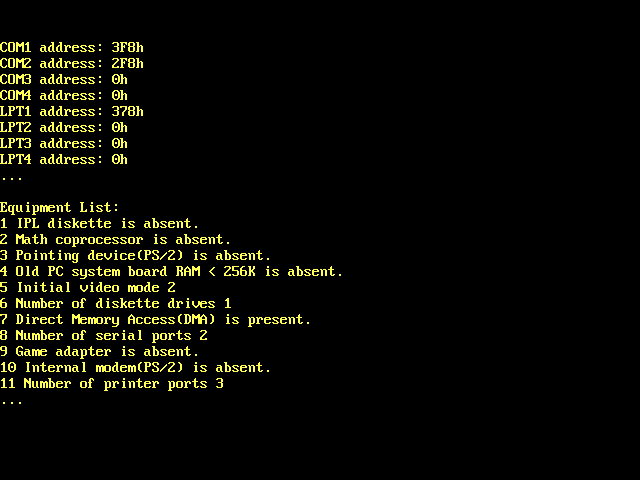 COM1 address: 3F8h
COM2 address: 2F8h
COM3 address: 0h
COM4 address: 0h
LPT1 address: 378h
LPT2 address: 0h
LPT3 address: 0h
LPT4 address: 0h
...
Equipment List:
1 IPL diskette is absent.
2 Math coprocessor is absent.
3 Pointing device(PS/2) is absent.
4 Old PC system board RAM < 256K is absent.
5 Initial video mode 2
6 Number of diskette drives 1
7 Direct Memory Access(DMA) is present.
8 Number of serial ports 2
9 Game adapter is absent.
10 Internal modem(PS/2) is absent.
11 Number of printer ports 3
...